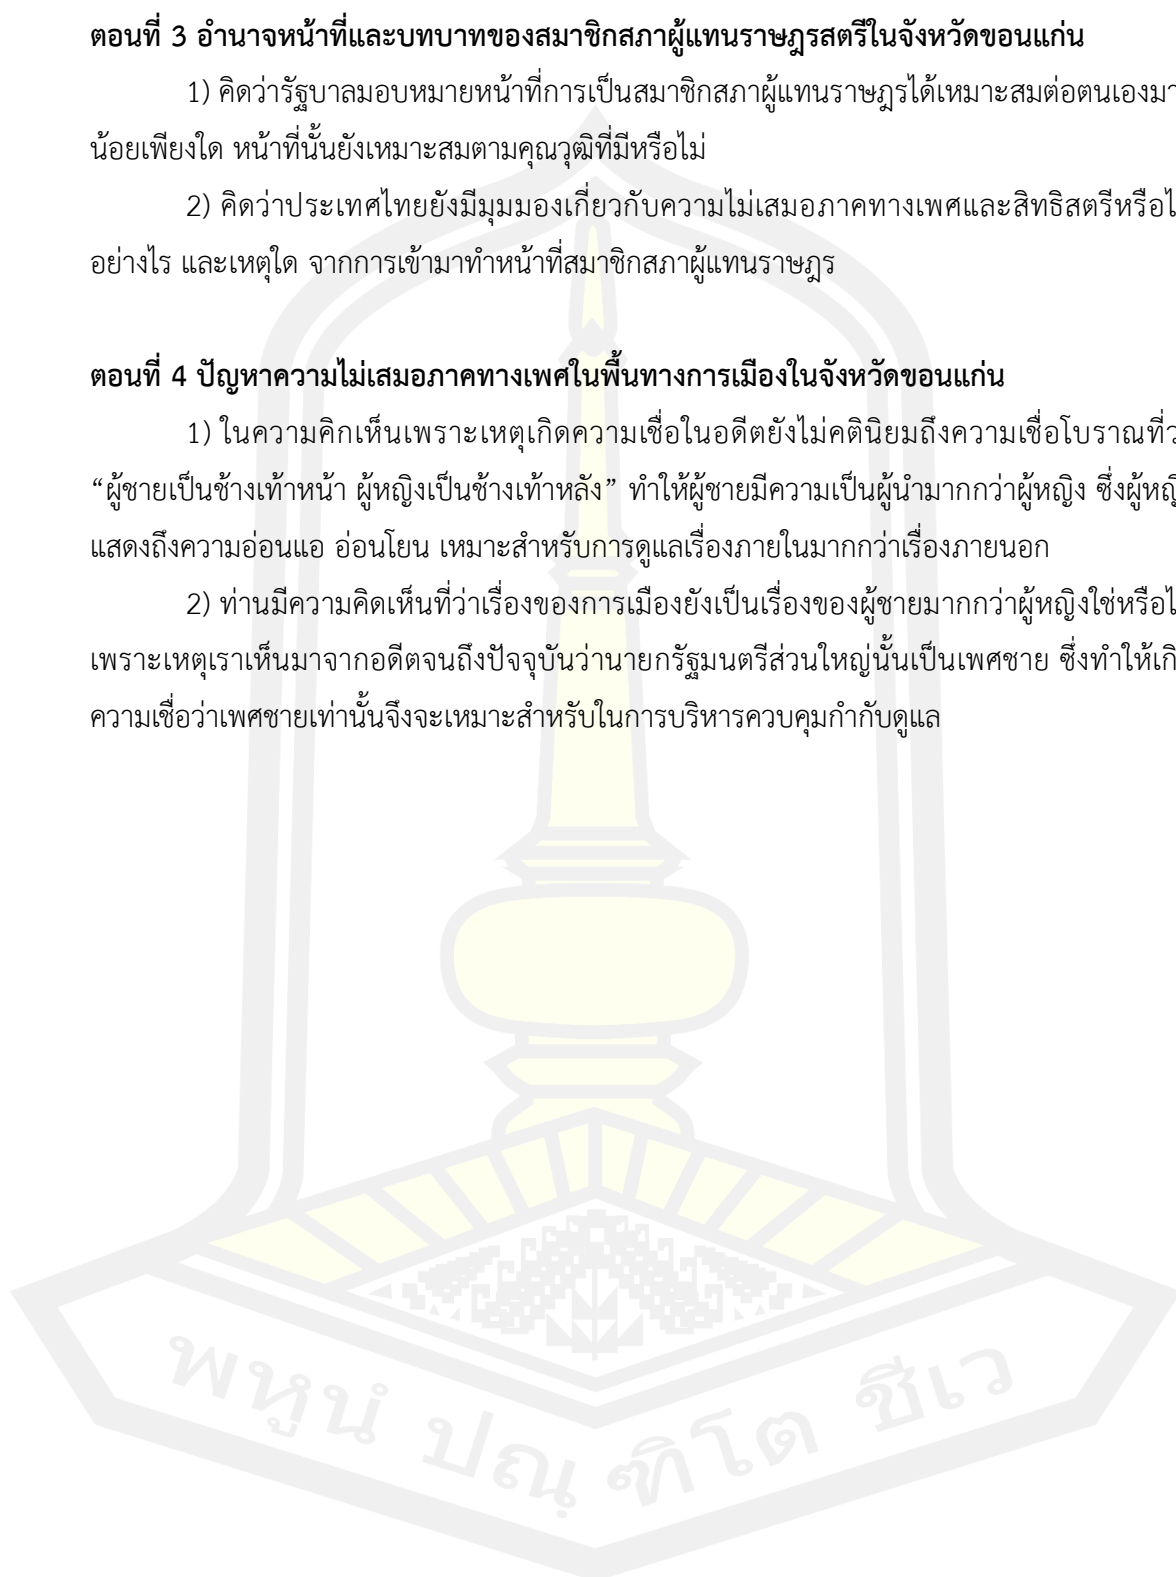 ตอนที่ 3 อำนาจหน้าที่และบทบาทของสมาชิกสภาผู้แทนราษฎรสตรีในจังหวัดขอนแก่น
1) คิดว่ารัฐบาลมอบหมายหน้าที่การเป็นสมาชิกสภาผู้แทนราษฎรได้เหมาะสมต่อตนเองมา
น้อยเพียงใด หน้าที่นั้นยังเหมาะสมตามคุณวุฒิที่มีหรือไม่
2) คิดว่าประเทศไทยยังมีมุมมองเกี่ยวกับความไม่เสมอภาคทางเพศและสิทธิสตรีหรือไ
อย่างไร และเหตุใด จากการเข้ามาทำหน้าที่สมาชิกสภาผู้แทนราษฎร
ตอนที่ 4 ปัญหาความไม่เสมอภาคทางเพศในพื้นทางการเมืองในจังหวัดขอนแก่น
1) ในความคิกเห็นเพราะเหตุเกิดความเชื่อในอดีตยังไม่คตินิยมถึงความเชื่อโบราณที่ว
“ผู้ชายเป็นช้างเท้าหน้า ผู้หญิงเป็นช้างเท้าหลัง” ทำให้ผู้ชายมีความเป็นผู้นำมากกว่าผู้หญิง ซึ่งผู้หญิ
แสดงถึงความอ่อนแอ อ่อนโยน เหมาะสำหรับการดูแลเรื่องภายในมากกว่าเรื่องภายนอก
2) ท่านมีความคิดเห็นที่ว่าเรื่องของการเมืองยังเป็นเรื่องของผู้ชายมากกว่าผู้หญิงใช่หรือไ
เพราะเหตุเราเห็นมาจากอดีตจนถึงปัจจุบันว่านายกรัฐมนตรีส่วนใหญ่นั้นเป็นเพศชาย ซึ่งทำให้เกิ
ความเชื่อว่าเพศชายเท่านั้นจึงจะเหมาะสำหรับในการบริหารควบคุมกำกับดูแล
พหูนํ ปณฺฑิโต ชีเว